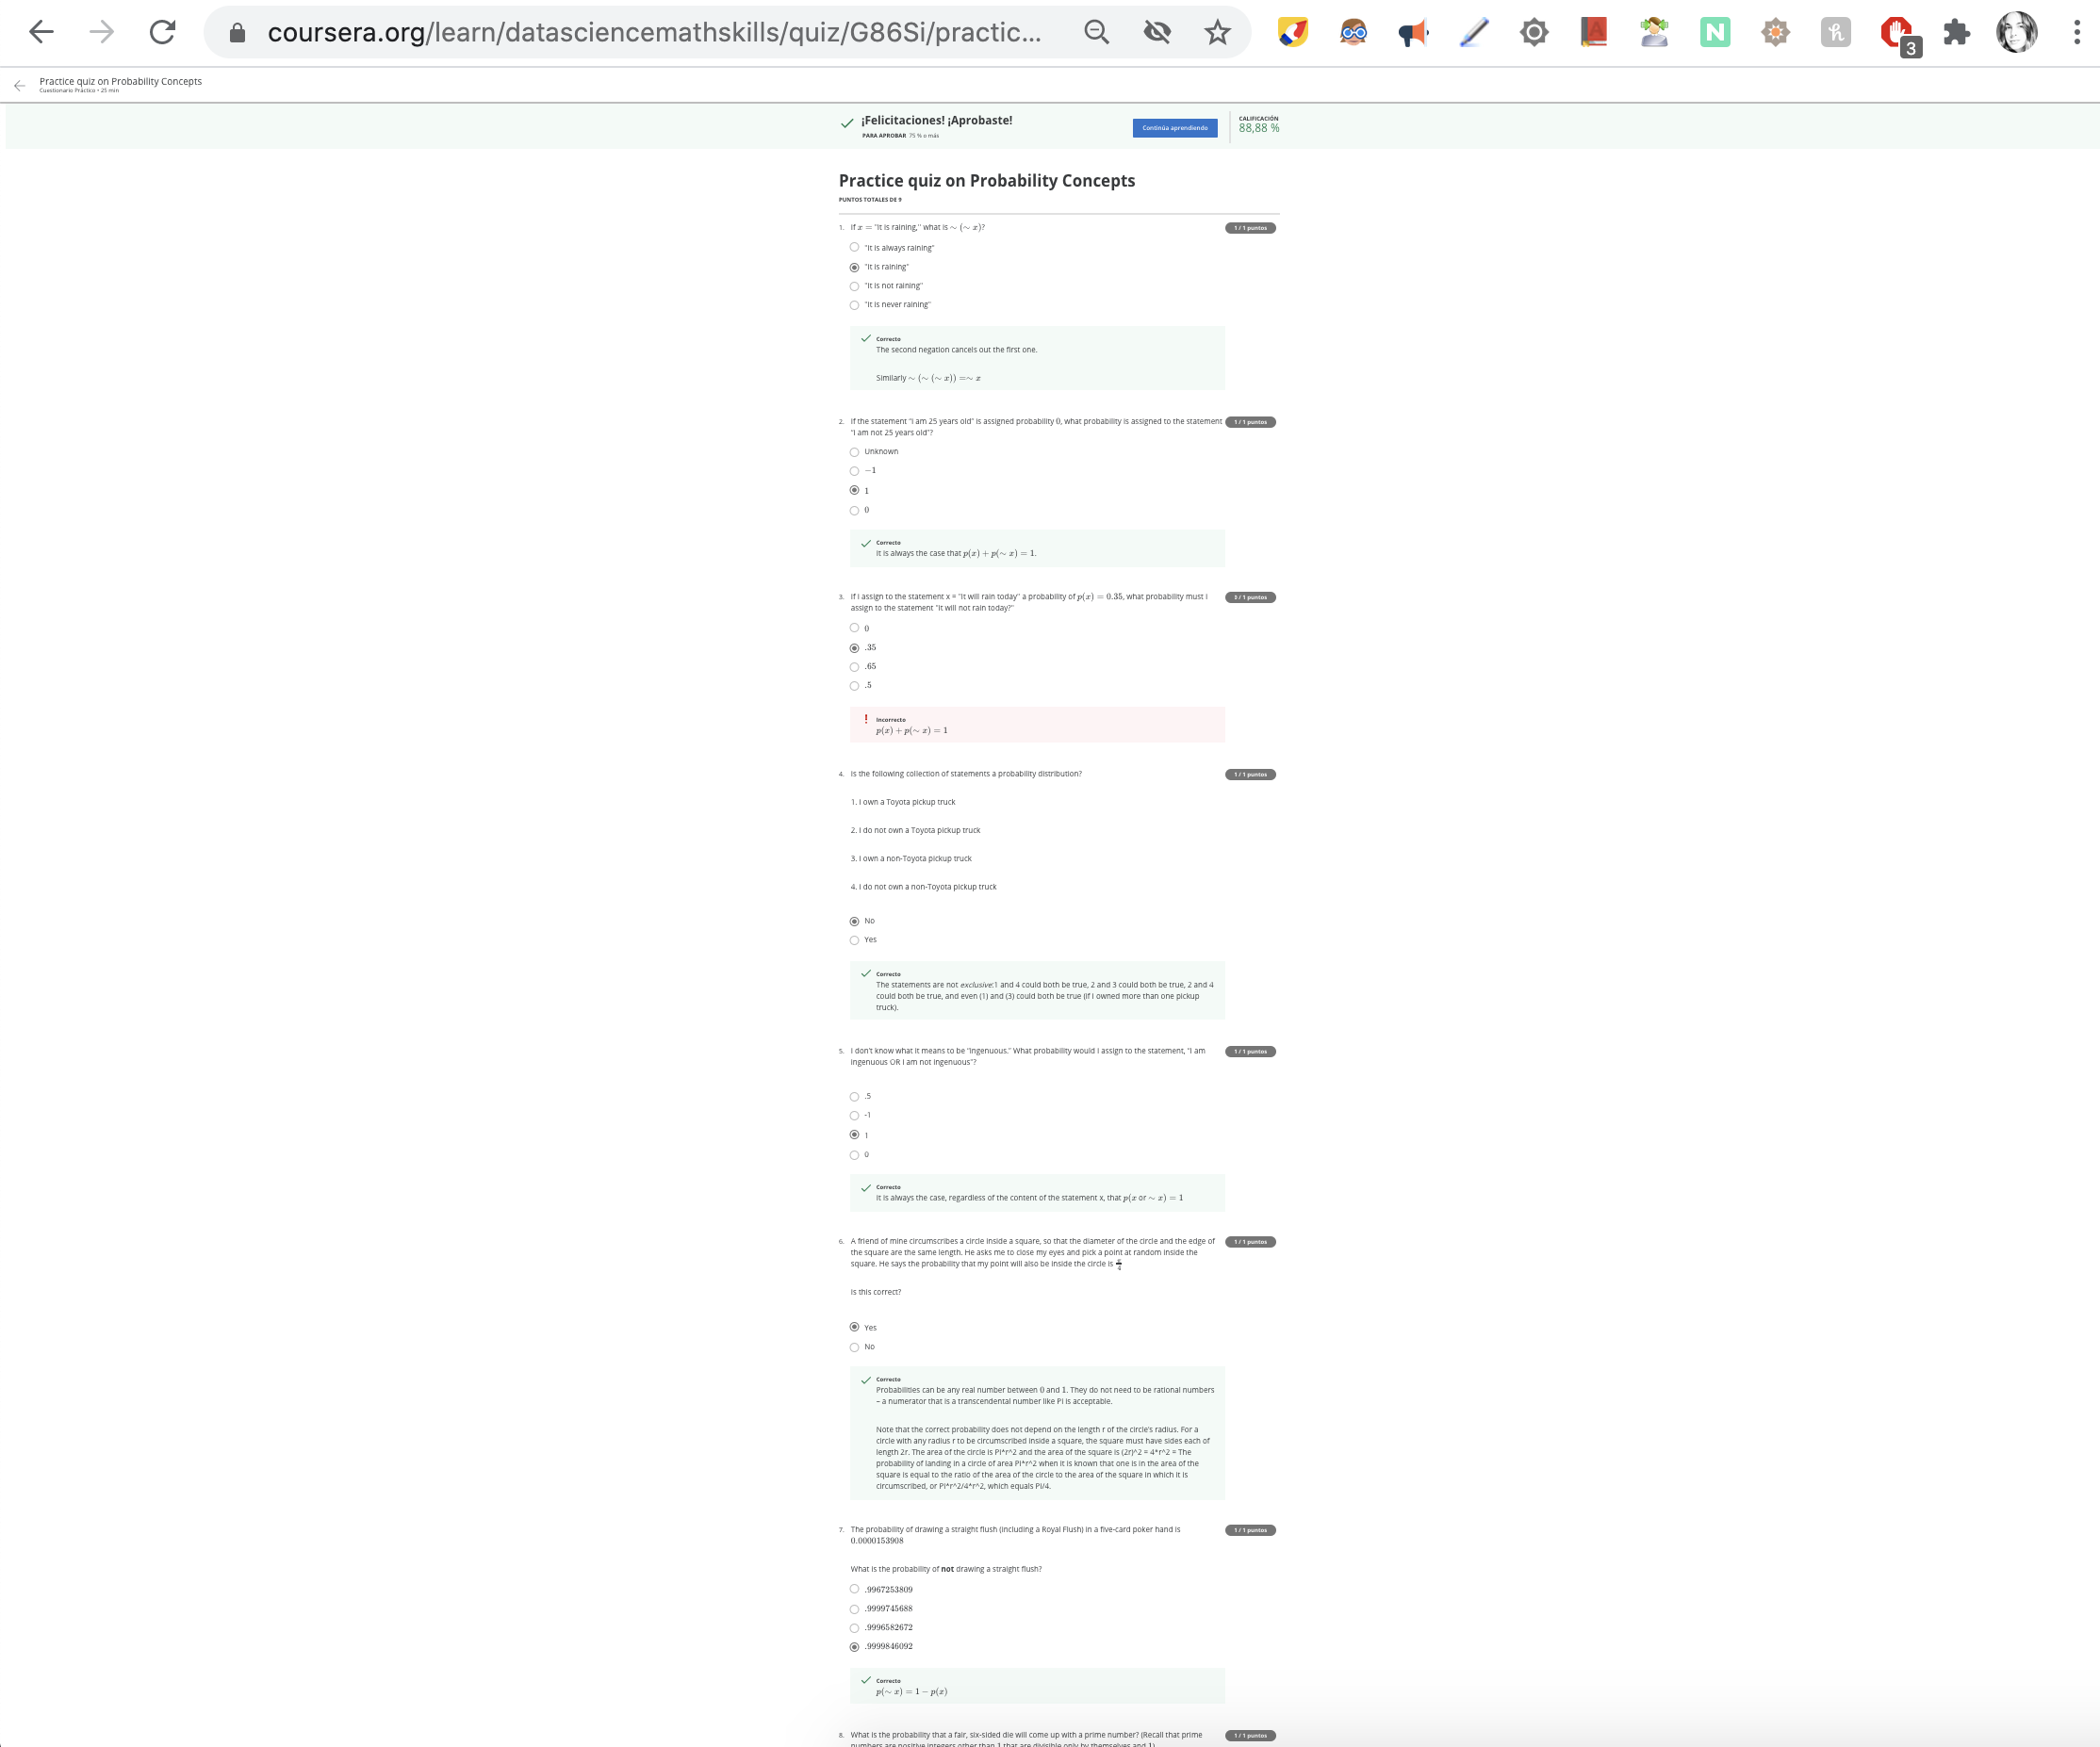 coursera.org/learn/datasciencemathskills/quiz/G86Si/practic...
3
Practice quiz on Probability Concepts
Cuestionario Práctico • 25 min
¡Felicitaciones! ¡Aprobaste!
PARA APROBAR 75 % o más
Continúa aprendiendo
CALIFICACIÓN
88,88 %
Practice quiz on Probability Concepts
PUNTOS TOTALES DE 9
1. If x = "It is raining," what is ∼ (∼ x)?
1 / 1 puntos
"It is always raining"
"It is raining"
"It is not raining"
"It is never raining"
Correcto
The second negation cancels out the first one.
Similarly ∼ (∼ (∼ x)) =∼ x
2. If the statement "I am 25 years old" is assigned probability 0, what probability is assigned to the statement
1 / 1 puntos
"I am not 25 years old"?
Unknown
−1
1
0
Correcto
It is always the case that p(x) + p(∼ x) = 1.
3. If I assign to the statement x = "it will rain today" a probability of p(x) = 0.35, what probability must I
/ 1 puntos
assign to the statement "it will not rain today?"
0
.35
.65
.5
Incorrecto
p(x) + p(∼ x) = 1
4. Is the following collection of statements a probability distribution?
1 / 1 puntos
1. I own a Toyota pickup truck
2. I do not own a Toyota pickup truck
3. I own a non-Toyota pickup truck
4. I do not own a non-Toyota pickup truck
No
Yes
Correcto
The statements are not exclusive:1 and 4 could both be true, 2 and 3 could both be true, 2 and 4
could both be true, and even (1) and (3) could both be true (if I owned more than one pickup
truck).
5. I don't know what it means to be "ingenuous." What probability would I assign to the statement, "I am
1 / 1 puntos
ingenuous OR I am not ingenuous"?
.5
-1
1
0
Correcto
It is always the case, regardless of the content of the statement x, that p(x or ∼ x) = 1
6. A friend of mine circumscribes a circle inside a square, so that the diameter of the circle and the edge of
1 / 1 puntos
the square are the same length. He asks me to close my eyes and pick a point at random inside the
square. He says the probability that my point will also be inside the circle is π/4
Is this correct?
Yes
No
Correcto
Probabilities can be any real number between 0 and 1. They do not need to be rational numbers
– a numerator that is a transcendental number like Pi is acceptable.
Note that the correct probability does not depend on the length r of the circle's radius. For a
circle with any radius r to be circumscribed inside a square, the square must have sides each of
length 2r. The area of the circle is Pi*r^2 and the area of the square is (2r)^2 = 4*r^2 = The
probability of landing in a circle of area Pi*r^2 when it is known that one is in the area of the
square is equal to the ratio of the area of the circle to the area of the square in which it is
circumscribed, or Pi*r^2/4*r^2, which equals Pi/4.
7. The probability of drawing a straight flush (including a Royal Flush) in a five-card poker hand is
1 / 1 puntos
0.0000153908
What is the probability of not drawing a straight flush?
.9967253809
.9999745688
.9996582672
.9999846092
Correcto
p(∼ x) = 1 − p(x)
8. What is the probability that a fair, six-sided die will come up with a prime number? (Recall that prime
1 / 1 puntos
numbers are positive integers other than 1 that are divisible only by themselves and 1)